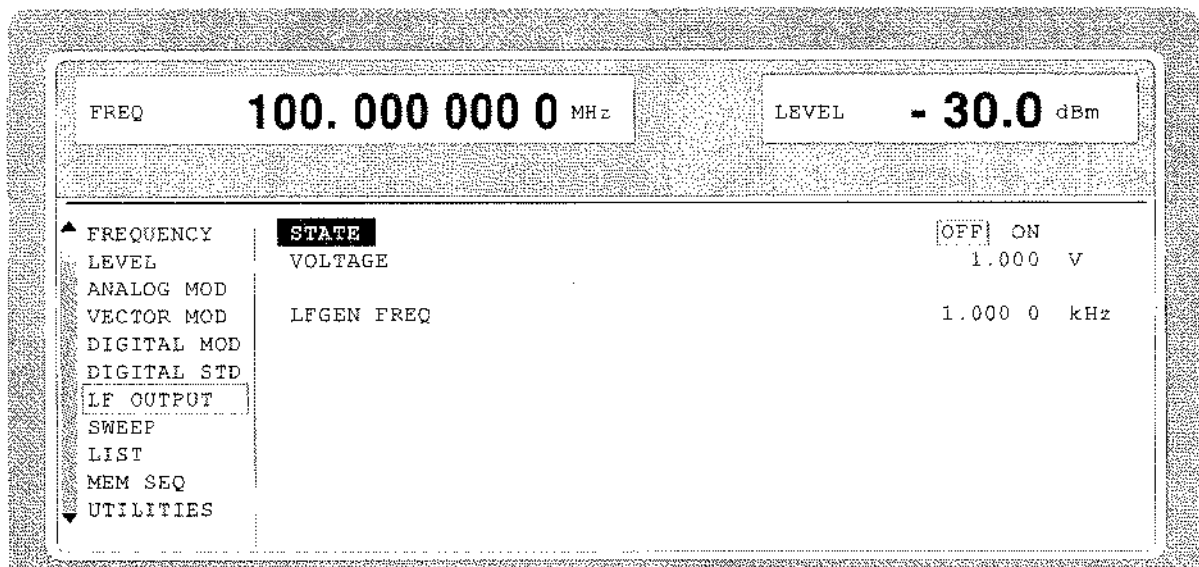 FREQ 100. 000 000 0 MHz
LEVEL - 30.0 dBm
FREQUENCY
LEVEL
ANALOG MOD
VECTOR MOD
DIGITAL MOD
DIGITAL STD
LF OUTPUT
SWEEP
LIST
MEM SEQ
UTILITIES
STATE OFF ON
VOLTAGE 1.000 V
LFGEN FREQ 1.000 0 kHz